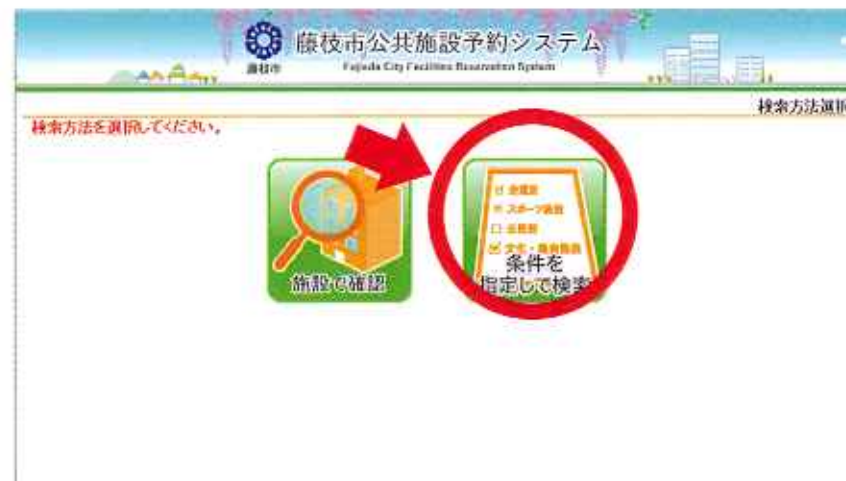 藤枝市公共施設予約システム
藤枝市
Fujieda City Facilities Reservation System
検索方法選択
検索方法を選択してください。
施設で確認
会議室
スポーツ施設
文化・芸術施設
条件を
指定して検索